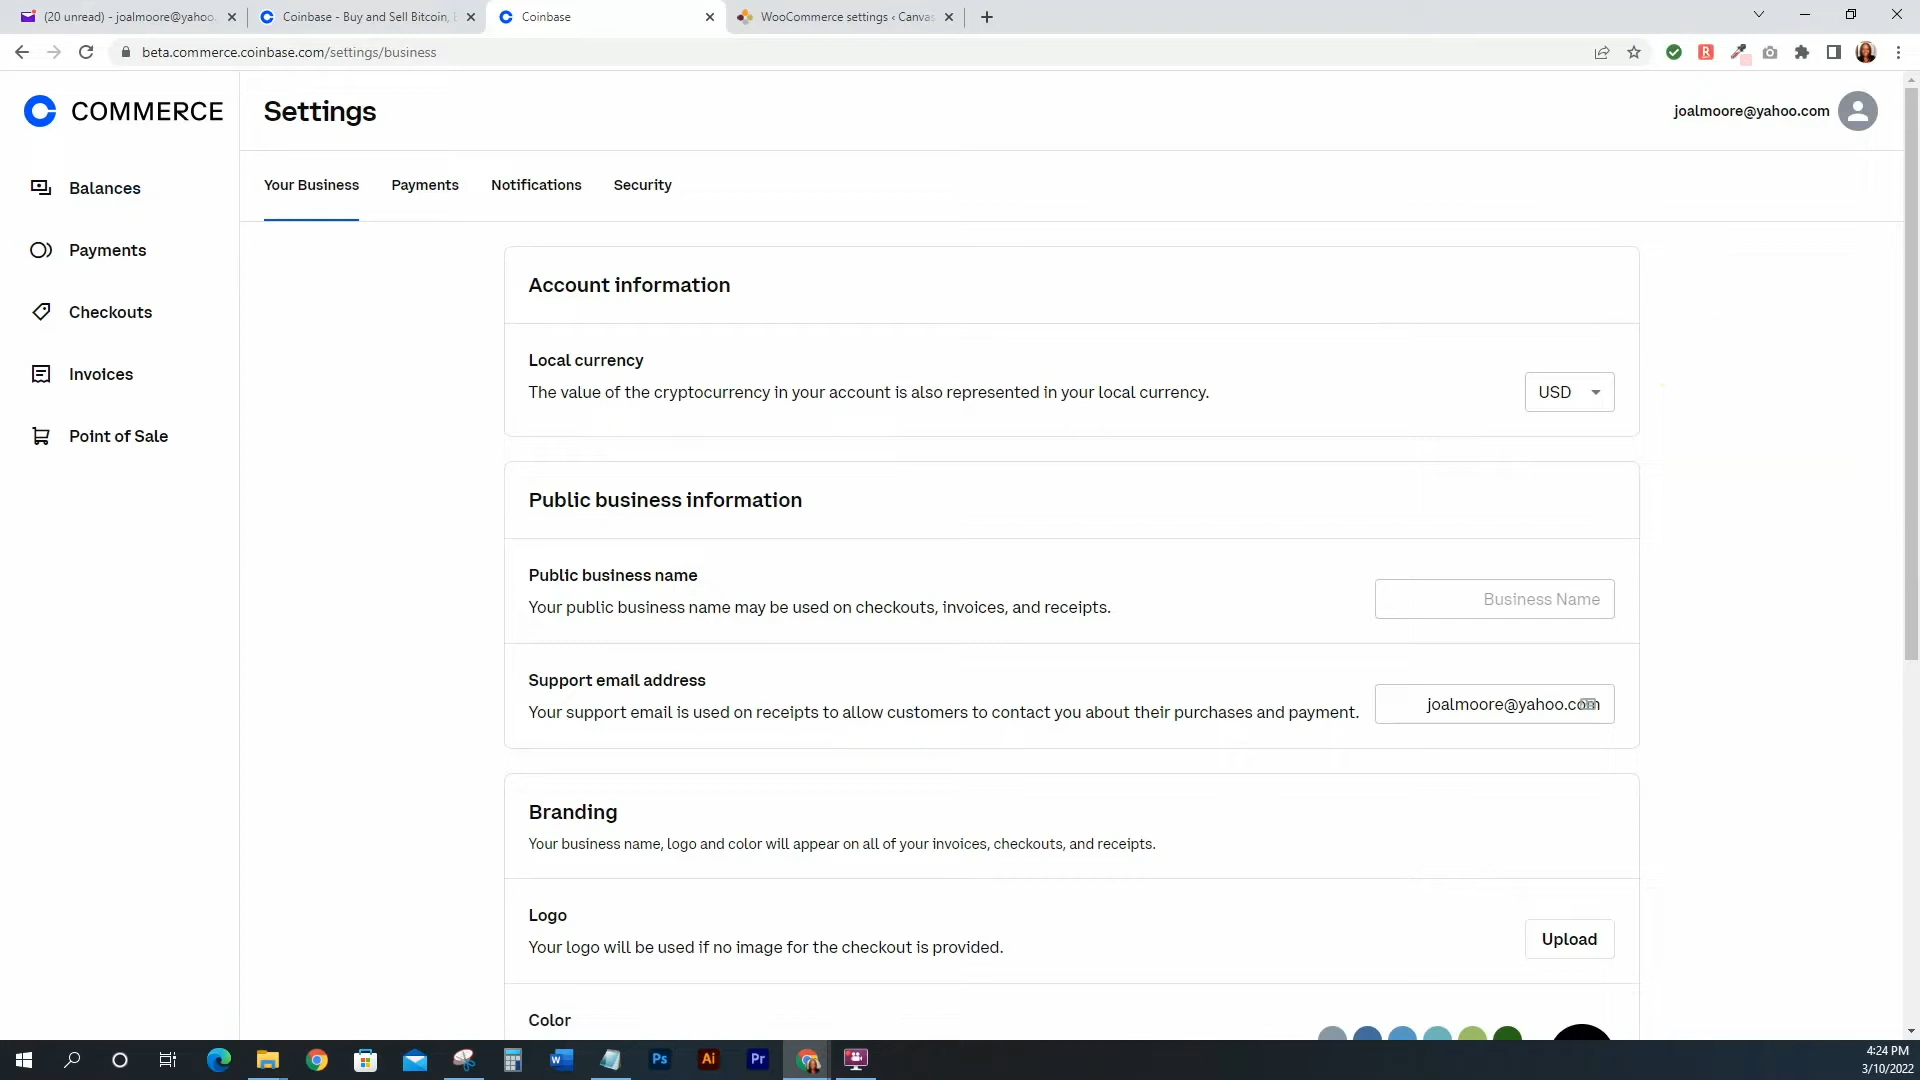 (20 unread) - joalmoore@yahoo.
Coinbase - Buy and Sell Bitcoin,
Coinbase
WooCommerce settings ‹ Canvas
beta.commerce.coinbase.com/settings/business
COMMERCE
Settings
joalmoore@yahoo.com
Balances
Payments
Checkouts
Invoices
Point of Sale
Your Business
Payments
Notifications
Security
Account information
Local currency
The value of the cryptocurrency in your account is also represented in your local currency.
USD
Public business information
Public business name
Your public business name may be used on checkouts, invoices, and receipts.
Business Name
Support email address
Your support email is used on receipts to allow customers to contact you about their purchases and payment.
joalmoore@yahoo.com
Branding
Your business name, logo and color will appear on all of your invoices, checkouts, and receipts.
Logo
Your logo will be used if no image for the checkout is provided.
Upload
Color
Ps
Ai
Pr
4:24 PM
3/10/2022